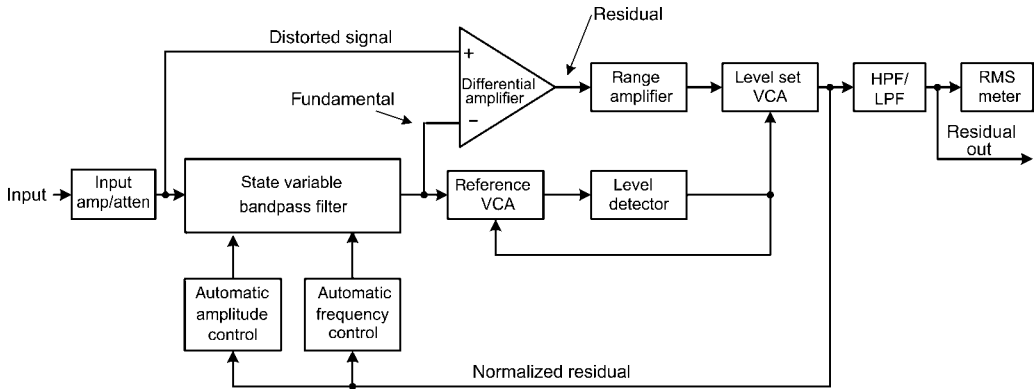 Residual
Distorted signal
+
Differential
amplifier
−
Range
amplifier
Level set
VCA
HPF/
LPF
RMS
meter
Fundamental
Residual
out
Input
Input
amp/atten
State variable
bandpass filter
Reference
VCA
Level
detector
Automatic
amplitude
control
Automatic
frequency
control
Normalized residual